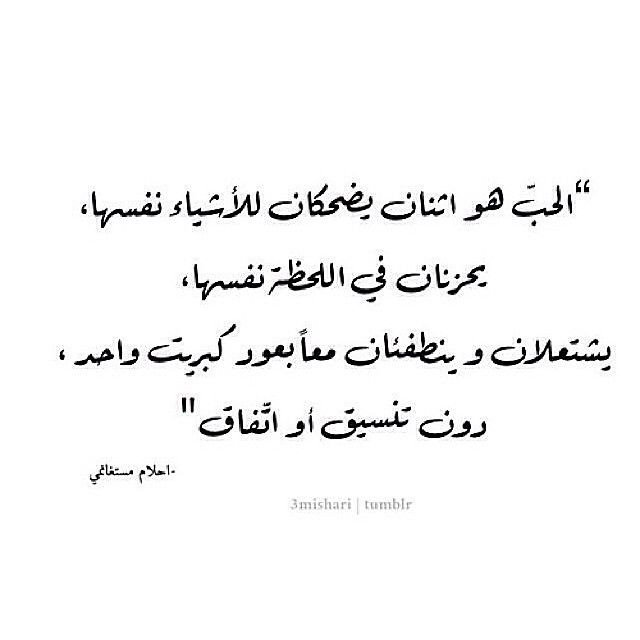 “الحبّ هو اثنان يضحكان للأشياء نفسها،
يحزنان في اللحظة نفسها،
يشتعلان و ينطفئان معاً بعود كبريت واحد ،
دون تنسيق أو اتّفاق"
-احلام مستغانمي
3mishari | tumblr